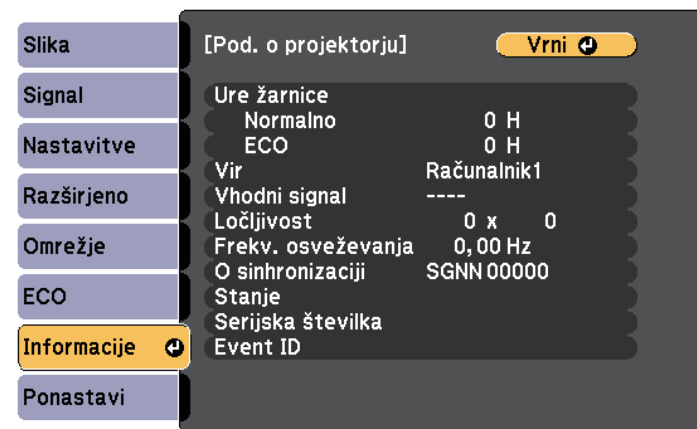 Slika
Signal
Nastavitve
Razširjeno
Omrežje
ECO
Informacije
Ponastavi
[Pod. o projektorju] Vrni
Ure žarnice
Normalno 0 H
ECO 0 H
Vir Računalnik1
Vhodni signal ----
Ločljivost 0 x 0
Frekv. osveževanja 0,00 Hz
O sinhronizaciji SGNN 00000
Stanje
Serijska številka
Event ID